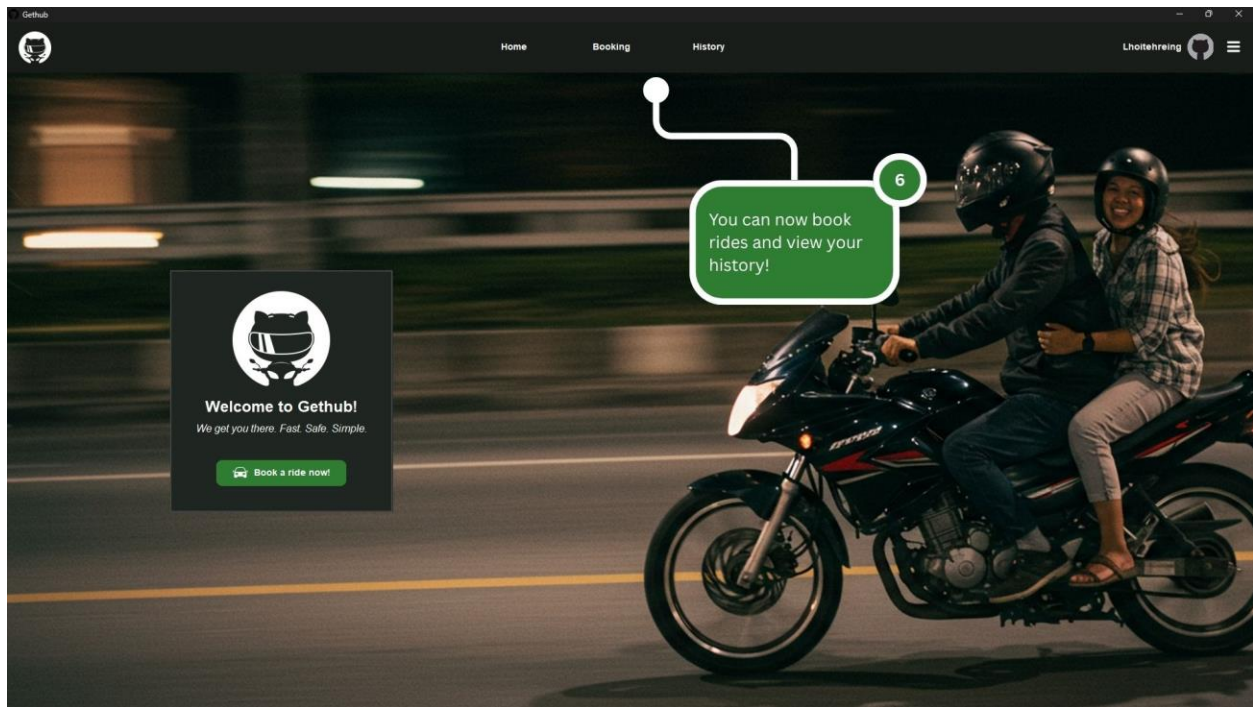 Gethub
Home Booking History Lhoitehreing
6
You can now book
rides and view your
history!
Welcome to Gethub!
We get you there. Fast. Safe. Simple.
Book a ride now!